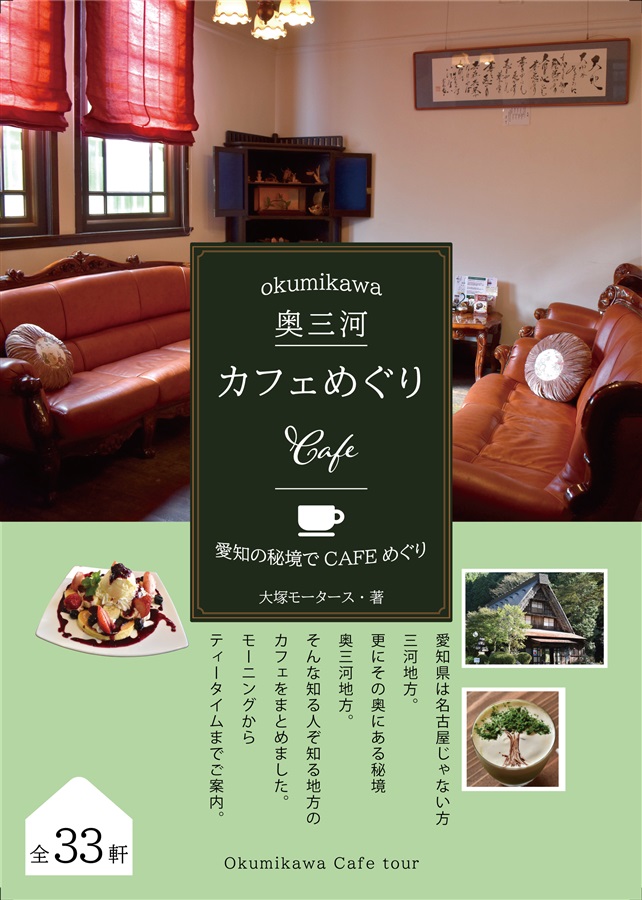 okumikawa
奥三河
カフェめぐり
Cafe
愛知の秘境でCAFEめぐり
大塚モータース・著
愛知県は名古屋じゃない方
三河地方。
更にその奥にある秘境
奥三河地方。
そんな知る人ぞ知る地方の
カフェをまとめました。
モーニングから
ティータイムまでご案内。
全33軒
Okumikawa Cafe tour